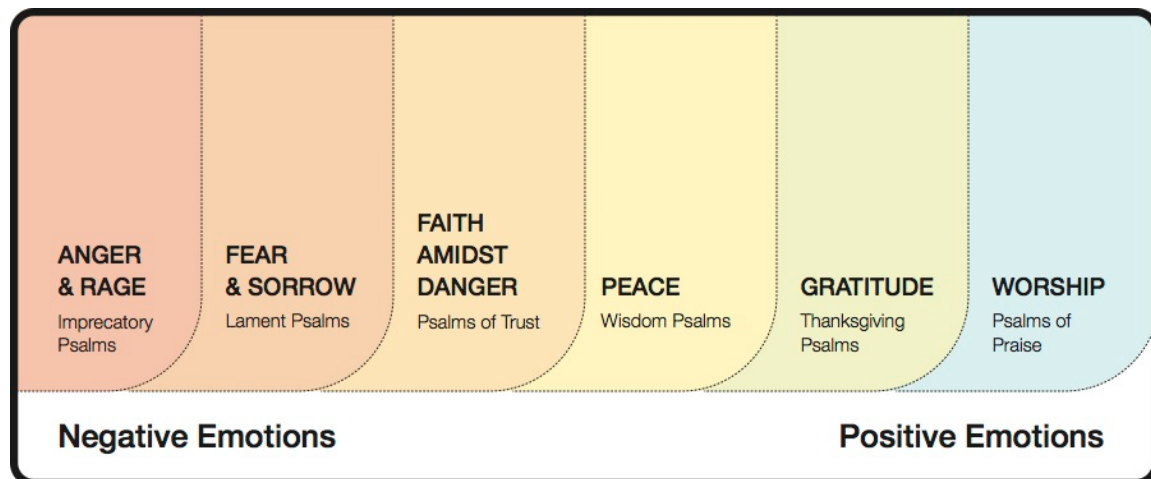 ANGER
& RAGE
Imprecatory
Psalms
FEAR
& SORROW
Lament Psalms
FAITH
AMIDST
DANGER
Psalms of Trust
PEACE
Wisdom Psalms
GRATITUDE
Thanksgiving
Psalms
WORSHIP
Psalms of
Praise
Negative Emotions
Positive Emotions